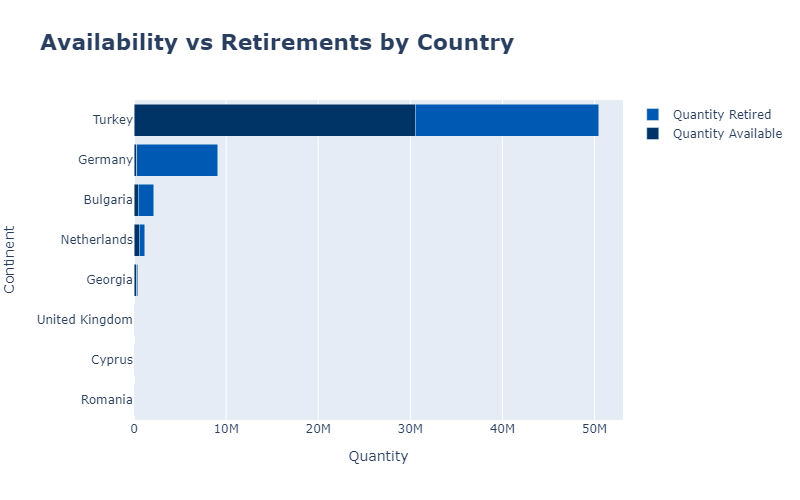 Availability vs Retirements by Country
Quantity Retired
Quantity Available
Continent
Turkey
Germany
Bulgaria
Netherlands
Georgia
United Kingdom
Cyprus
Romania
0 10M 20M 30M 40M 50M
Quantity